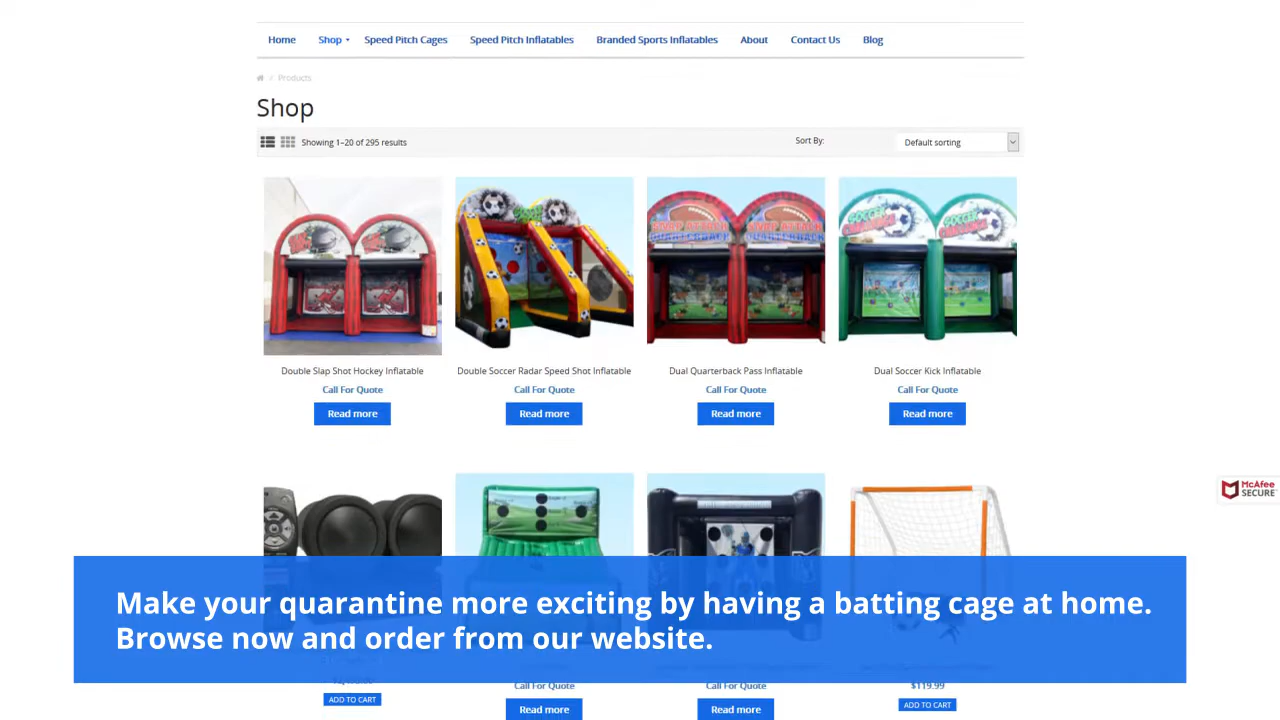 Home Shop Speed Pitch Cages Speed Pitch Inflatables Branded Sports Inflatables About Contact Us Blog
// Products
Shop
Showing 1–20 of 295 results Sort By: Default sorting
SOCCER SOCCER
QUARTERBACK QUARTERBACK
Double Slap Shot Hockey Inflatable Double Soccer Radar Speed Shot Inflatable Dual Quarterback Pass Inflatable Dual Soccer Kick Inflatable
Call For Quote Call For Quote Call For Quote Call For Quote
Read more Read more Read more Read more
McAfee
SECURE
Make your quarantine more exciting by having a batting cage at home.
Browse now and order from our website.
Call For Quote Call For Quote $119.99
ADD TO CART Read more Read more ADD TO CART